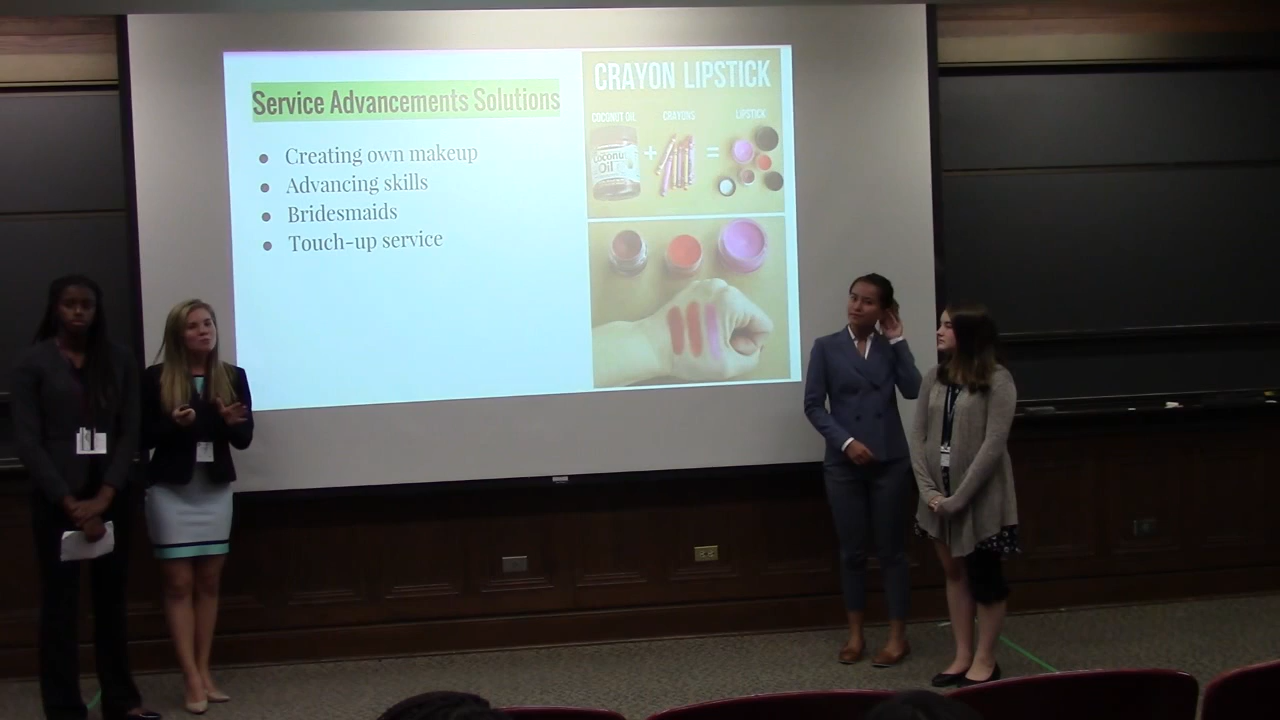 Service Advancements Solutions
● Creating own makeup
● Advancing skills
● Bridesmaids
● Touch-up service
CRAYON LIPSTICK
COCONUT OIL CRAYONS LIPSTICK
+ =
Coconut
Oil